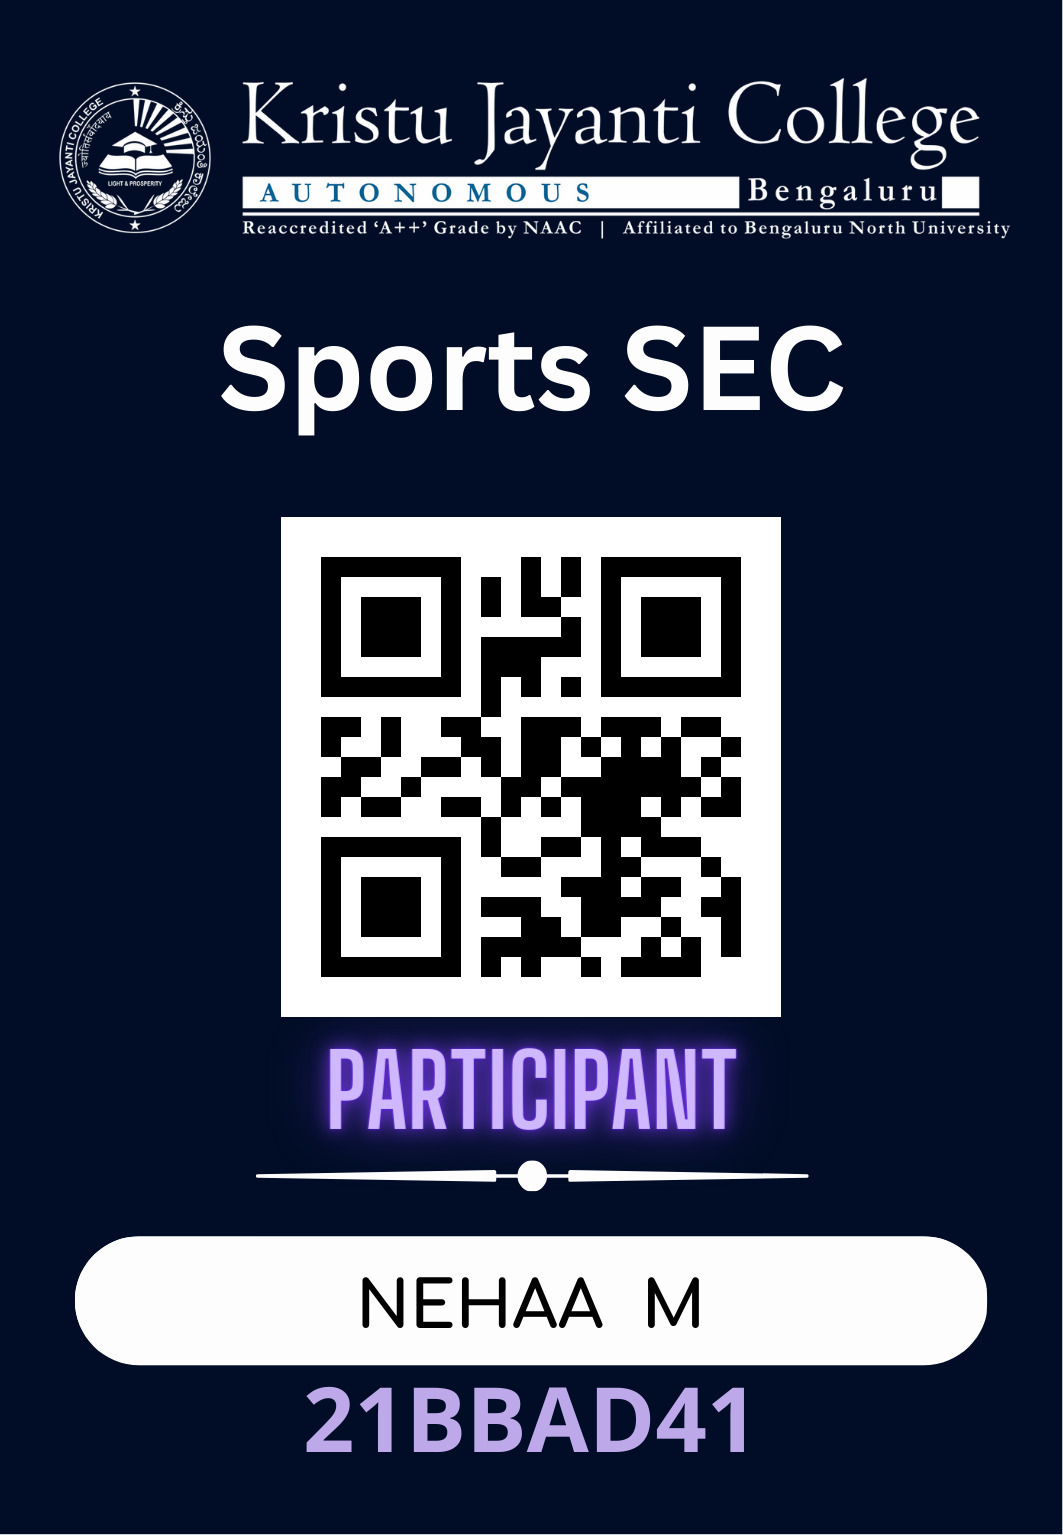 KRISTU JAYANTI COLLEGE
LIGHT & PROSPERITY
Kristu Jayanti College
AUTONOMOUS Bengaluru
Reaccredited ‘A++’ Grade by NAAC | Affiliated to Bengaluru North University
Sports SEC
PARTICIPANT
NEHAA M
21BBAD41